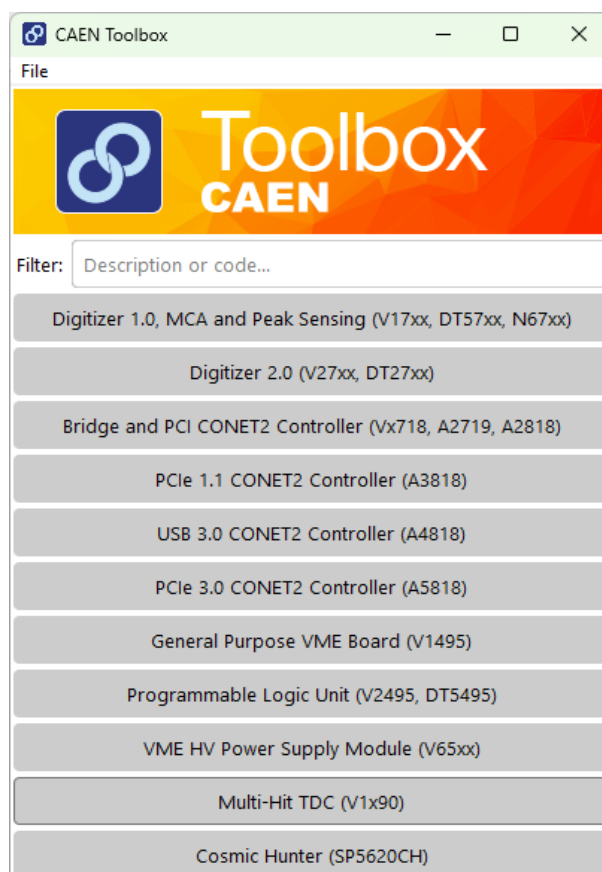 CAEN Toolbox
File
Toolbox
CAEN
Filter: Description or code...
Digitizer 1.0, MCA and Peak Sensing (V17xx, DT57xx, N67xx)
Digitizer 2.0 (V27xx, DT27xx)
Bridge and PCI CONET2 Controller (Vx718, A2719, A2818)
PCIe 1.1 CONET2 Controller (A3818)
USB 3.0 CONET2 Controller (A4818)
PCIe 3.0 CONET2 Controller (A5818)
General Purpose VME Board (V1495)
Programmable Logic Unit (V2495, DT5495)
VME HV Power Supply Module (V65xx)
Multi-Hit TDC (V1x90)
Cosmic Hunter (SP5620CH)